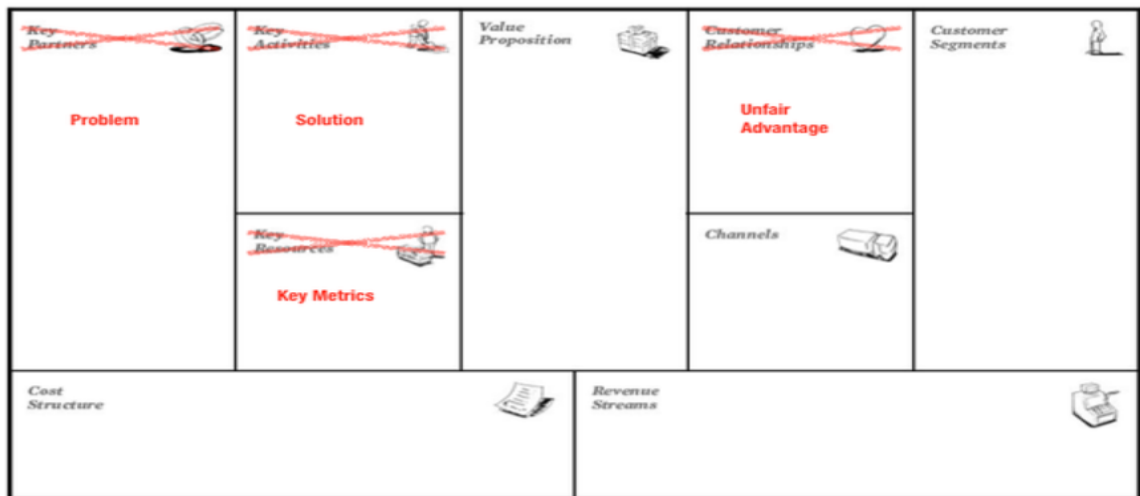 Key
Partners
Problem
Key
Activities
Solution
Key
Resources
Key Metrics
Value
Proposition
Customer
Relationships
Unfair
Advantage
Channels
Customer
Segments
Cost
Structure
Revenue
Streams